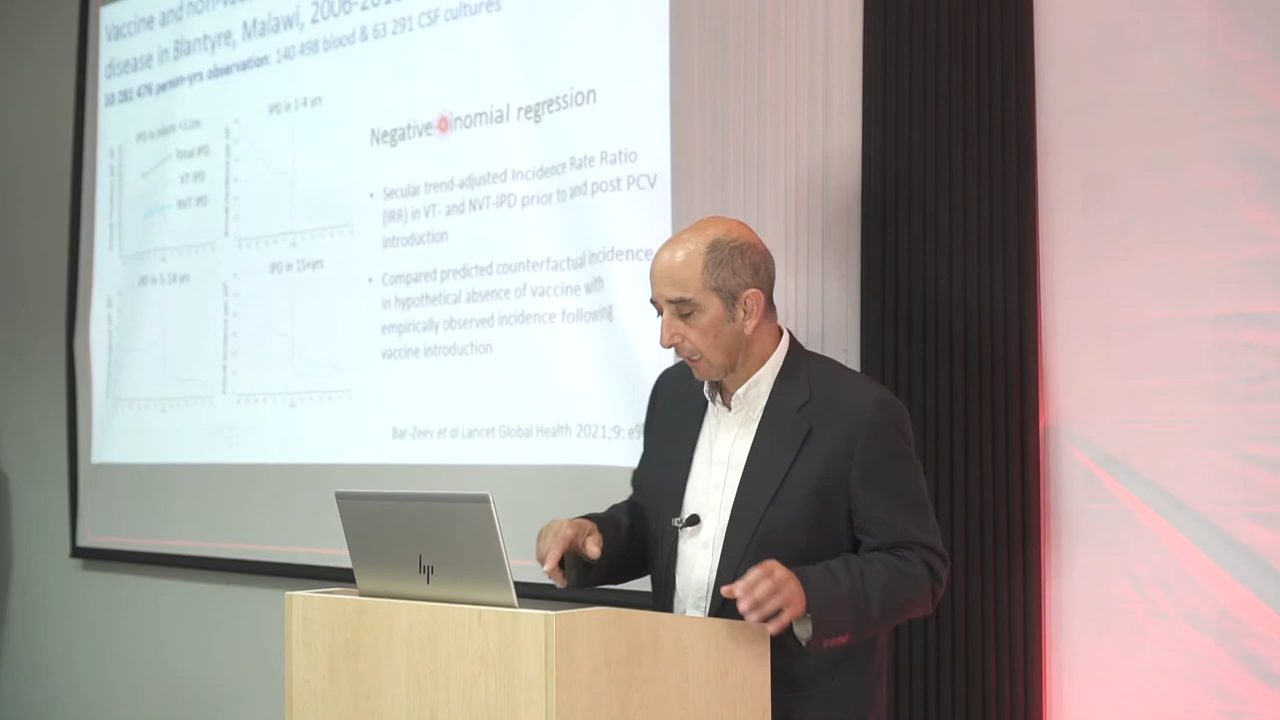 Vaccine and non-vac
disease in Blantyre, Malawi, 2006-201
10 281 476 person-yrs observation: 140 498 blood & 63 291 CSF cultures
IPD in 1-4 yrs
Total IPD
VT IPD
NVT IPD
IPD in 5-14 yrs
IPD in 15+yrs
Negative inomial regression
• Secular trend-adjusted Incidence Rate Ratio
(IRR) in VT- and NVT-IPD prior to and post PCV
introduction
• Compared predicted counterfactual incidence
in hypothetical absence of vaccine with
empirically observed incidence following
vaccine introduction
Bar-Zeev et al Lancet Global Health 2021;9: e9
hp